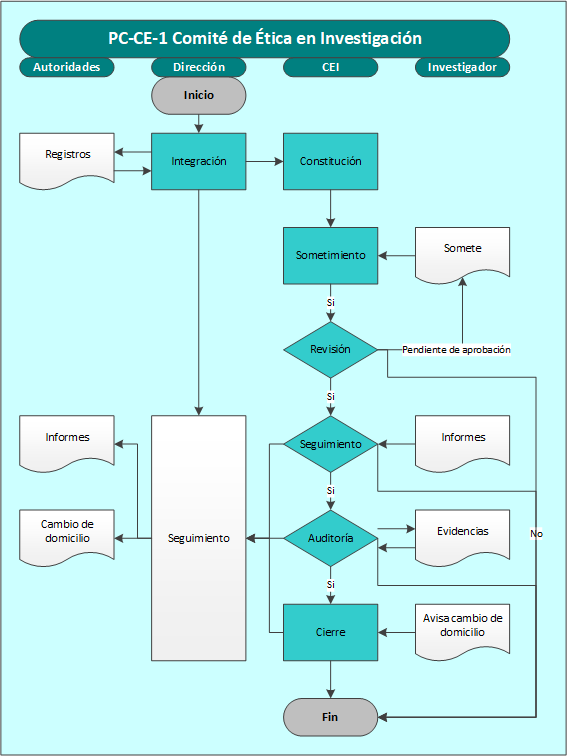 PC-CE-1 Comité de Ética en Investigación
Autoridades
Dirección
CEI
Investigador
Inicio
Registros
Integración
Constitución
Sometimiento
Somete
Si
Revisión
Pendiente de aprobación
Si
Informes
Seguimiento
Informes
Si
Cambio de
domicilio
Seguimiento
Auditoría
Evidencias
No
Si
Cierre
Avisa cambio de
domicilio
Fin